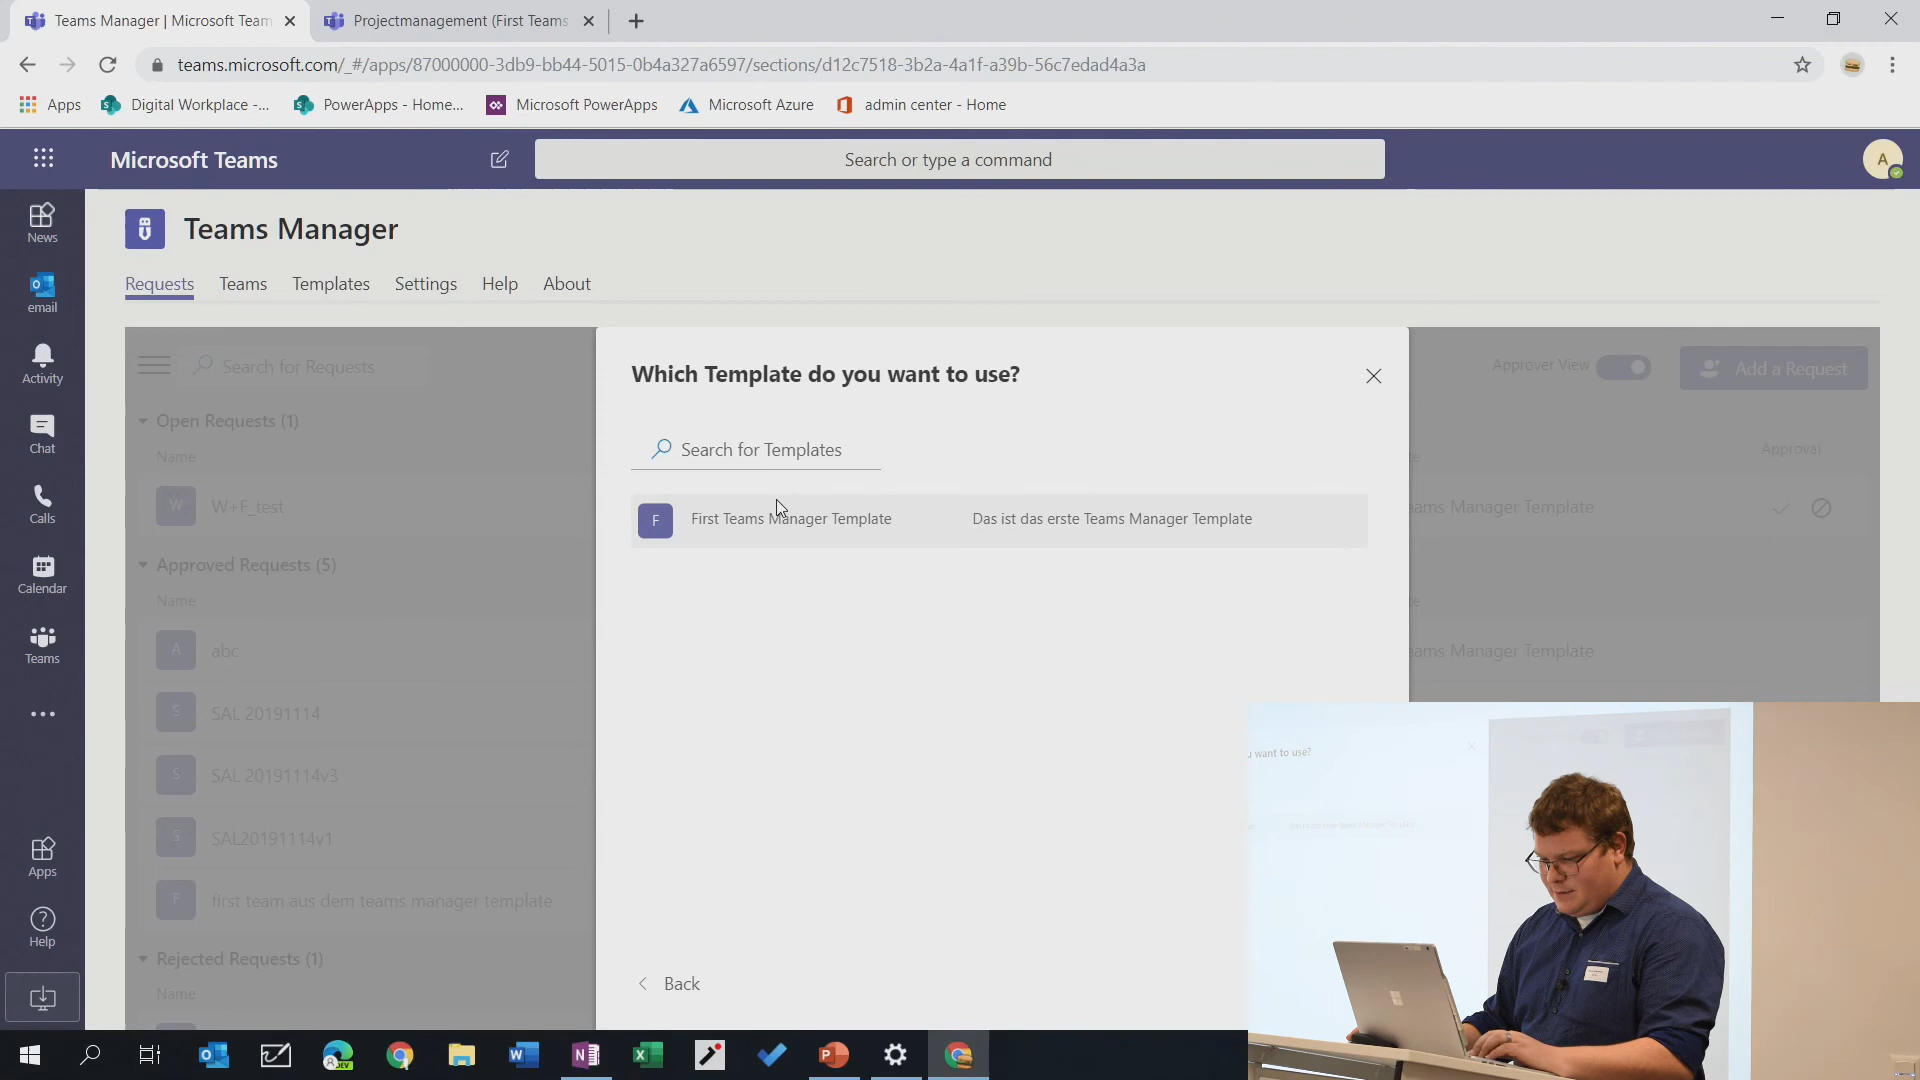 Teams Manager | Microsoft Team
Projectmanagement (First Teams
teams.microsoft.com/_#/apps/87000000-3db9-bb44-5015-0b4a327a6597/sections/d12c7518-3b2a-4a1f-a39b-56c7edad4a3a
Apps
Digital Workplace -...
PowerApps - Home...
Microsoft PowerApps
Microsoft Azure
admin center - Home
Microsoft Teams
Search or type a command
A
News
email
Activity
Chat
Calls
Calendar
Teams
Apps
Help
Teams Manager
Requests Teams Templates Settings Help About
Search for Requests
Approver View
Add a Request
Open Requests (1)
Name
Approval
W W+F_test
eams Manager Template
Approved Requests (5)
Name
A abc
eams Manager Template
S SAL 20191114
S SAL 20191114v3
S SAL20191114v1
F first team aus dem teams manager template
Rejected Requests (1)
Name
Which Template do you want to use?
Search for Templates
F First Teams Manager Template Das ist das erste Teams Manager Template
Back
u want to use?